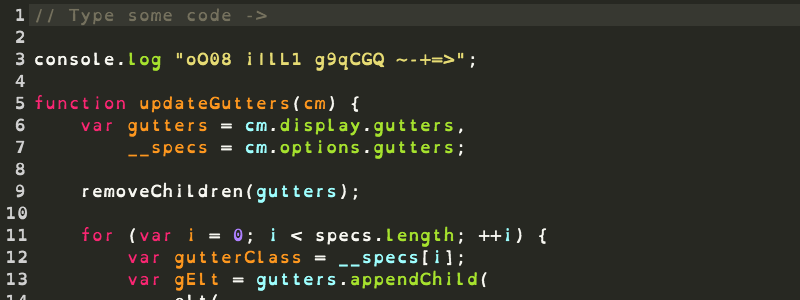 1 // Type some code ->
2
3 console.log "oO08 iIlL1 g9qCGQ ~-+=>";
4
5 function updateGutters(cm) {
6     var gutters = cm.display.gutters,
7         __specs = cm.options.gutters;
8
9     removeChildren(gutters);
10
11     for (var i = 0; i < specs.length; ++i) {
12         var gutterClass = __specs[i];
13         var gElt = gutters.appendChild(
14             elt(